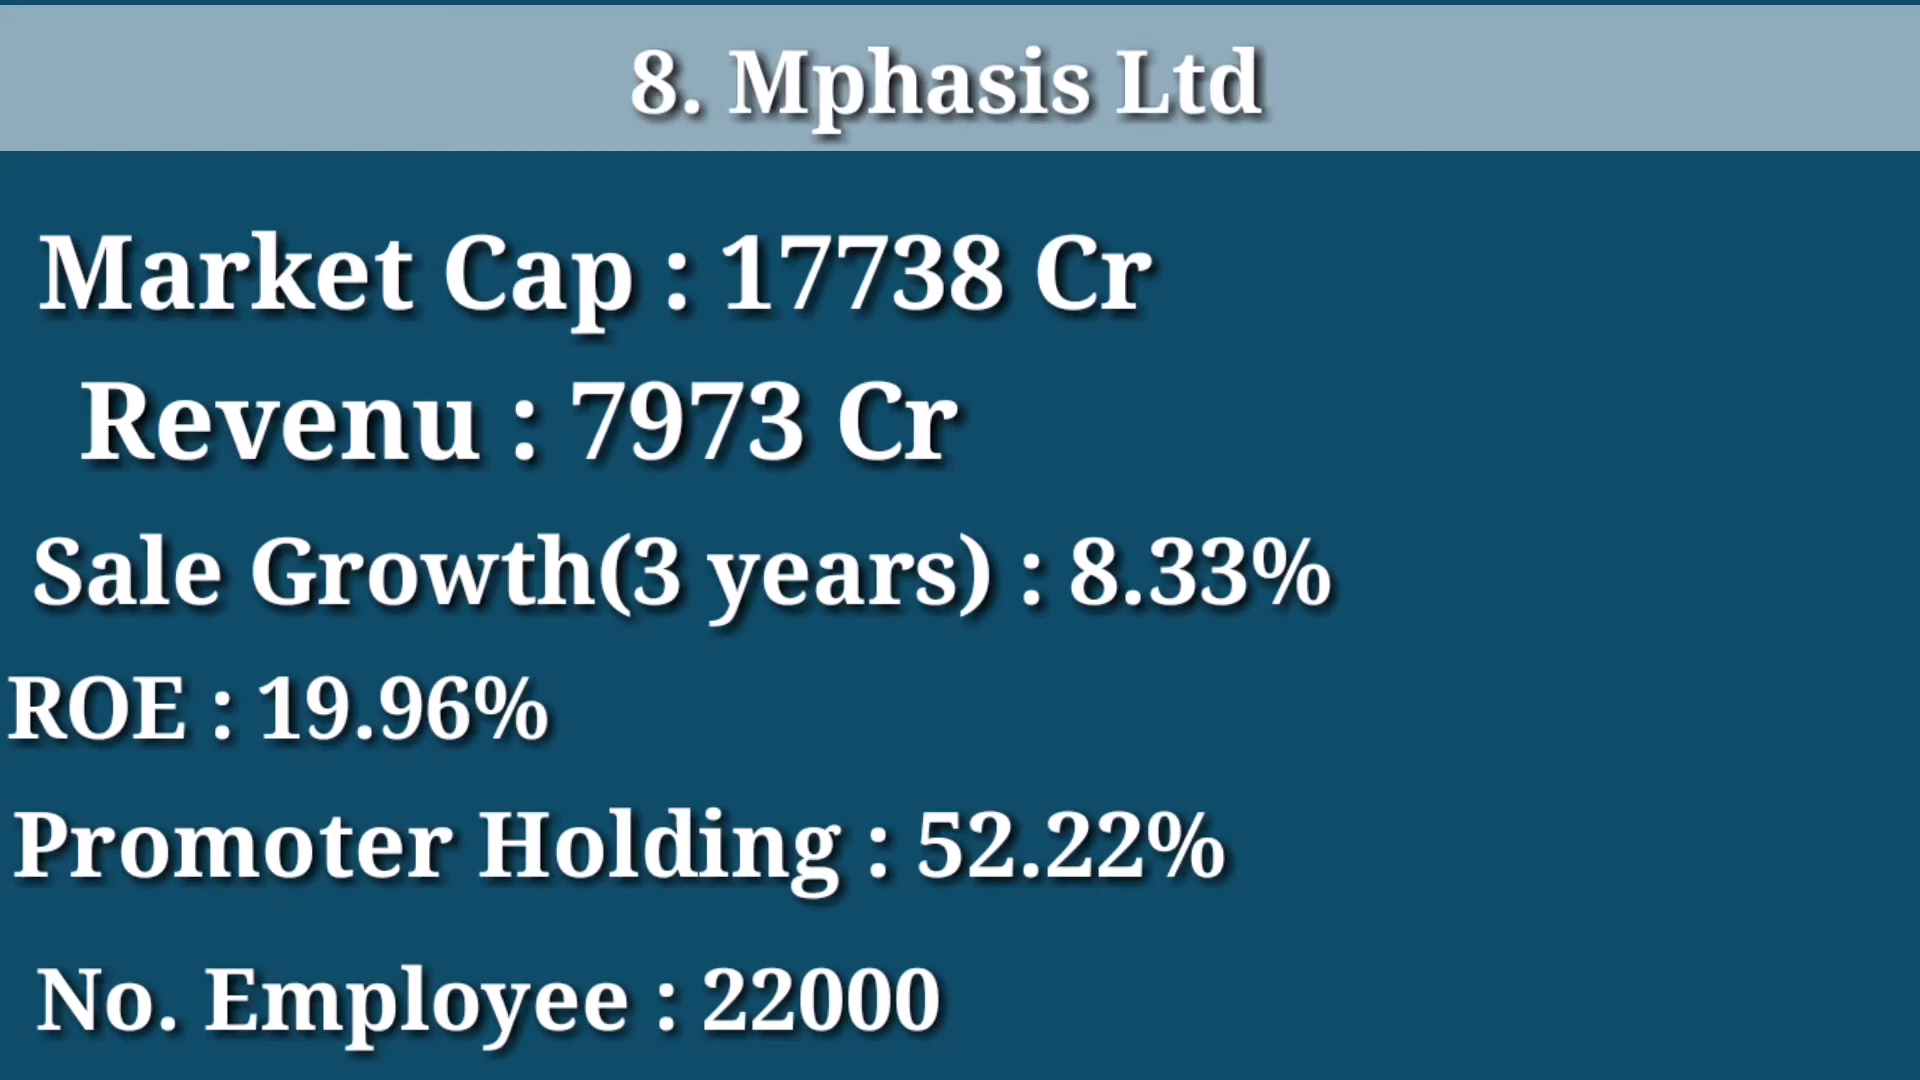 8. Mphasis Ltd
Market Cap : 17738 Cr
Revenu : 7973 Cr
Sale Growth(3 years) : 8.33%
ROE : 19.96%
Promoter Holding : 52.22%
No. Employee : 22000